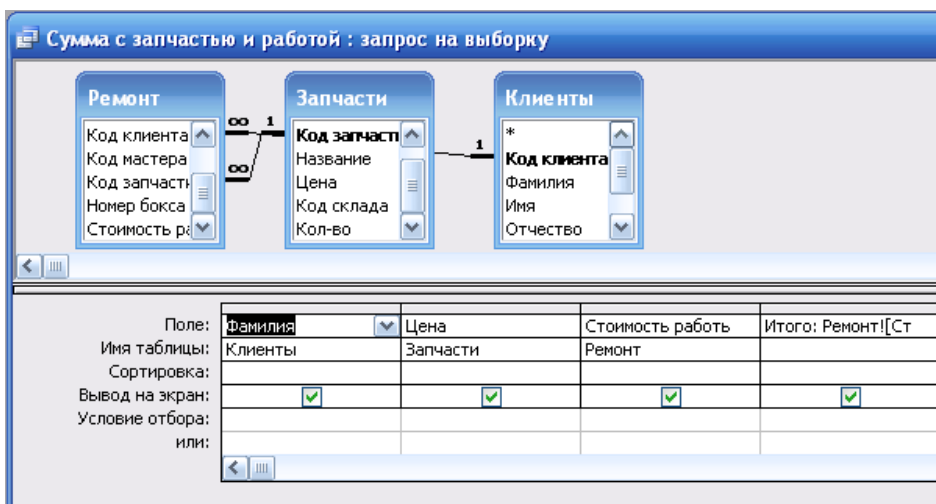 Сумма с запчастью и работой : запрос на выборку
Ремонт
Код клиента
Код мастера
Код запчасти
Номер бокса
Стоимость ра
∞ 1
∞
Запчасти
Код запчаст
Название
Цена
Код склада
Кол-во
1
Клиенты
*
Код клиента
Фамилия
Имя
Отчество
Поле: Фамилия Цена Стоимость работь Итого: Ремонт![Ст
Имя таблицы: Клиенты Запчасти Ремонт
Сортировка:
Вывод на экран:
Условие отбора:
или: